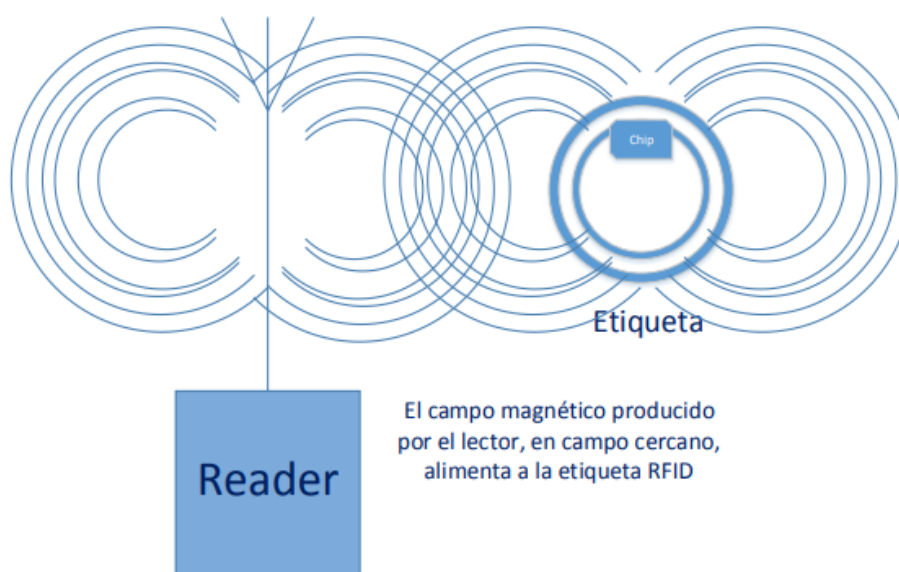 Chip
Etiqueta
El campo magnético producido
por el lector, en campo cercano,
alimenta a la etiqueta RFID
Reader